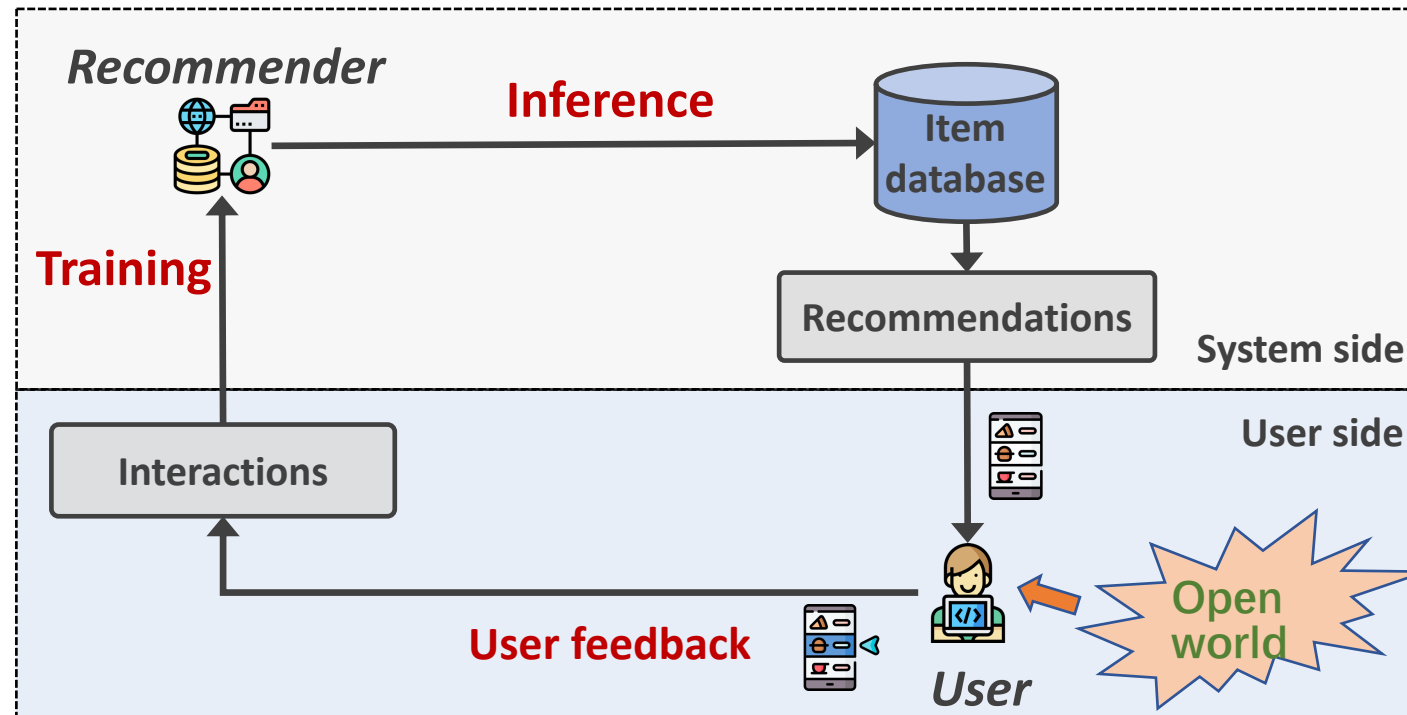 Recommender
Inference
Item
database
Training
Recommendations
System side
User side
Interactions
</>
Open
world
User feedback
User